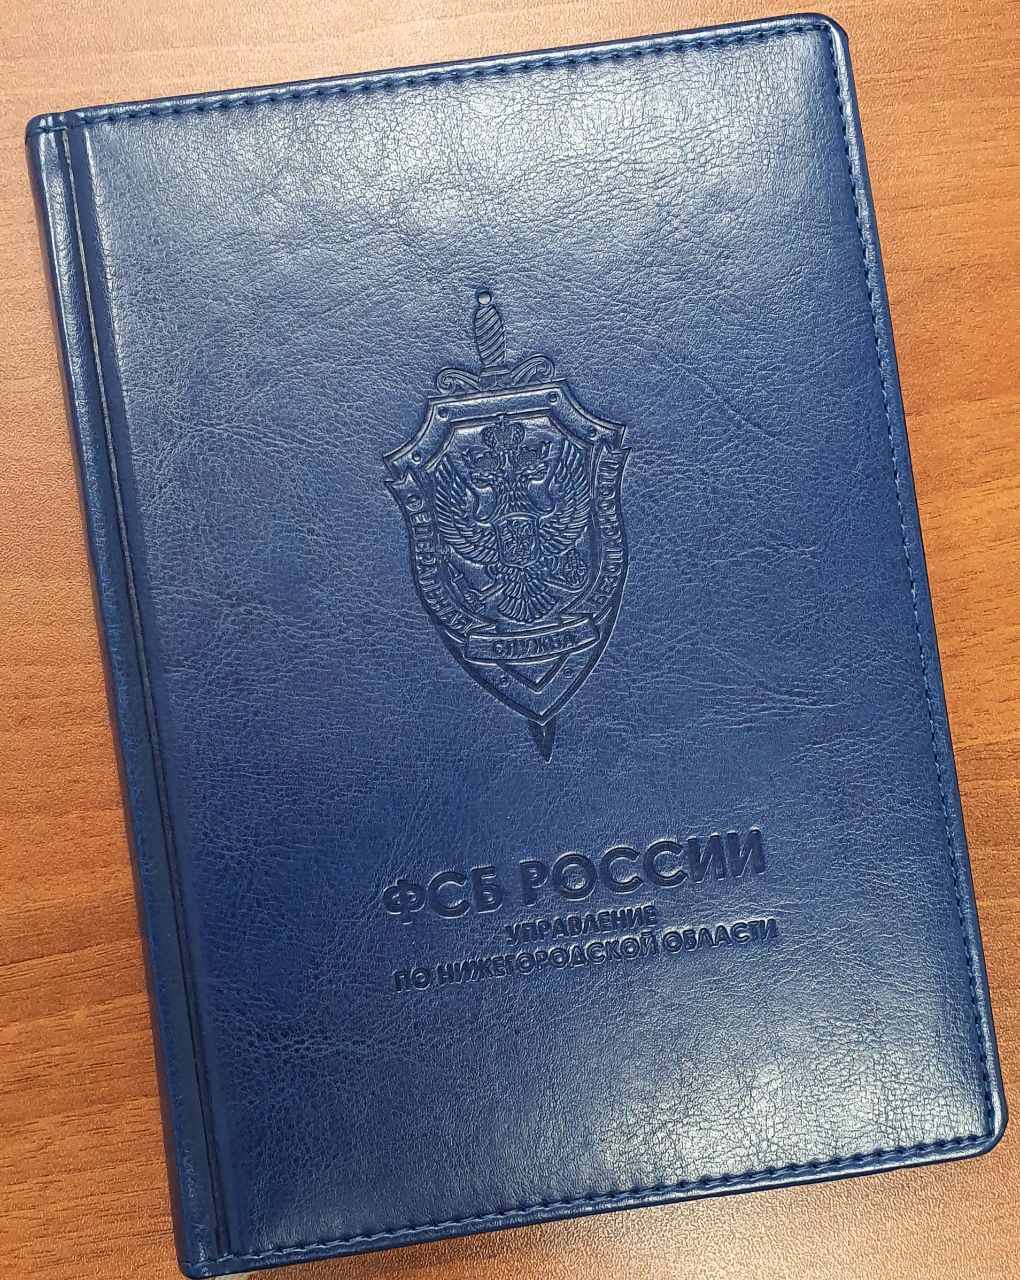 ФЕДЕРАЛЬНАЯ
СЛУЖБА
БЕЗОПАСНОСТИ
ФСБ РОССИИ
УПРАВЛЕНИЕ
ПО НИЖЕГОРОДСКОЙ ОБЛАСТИ